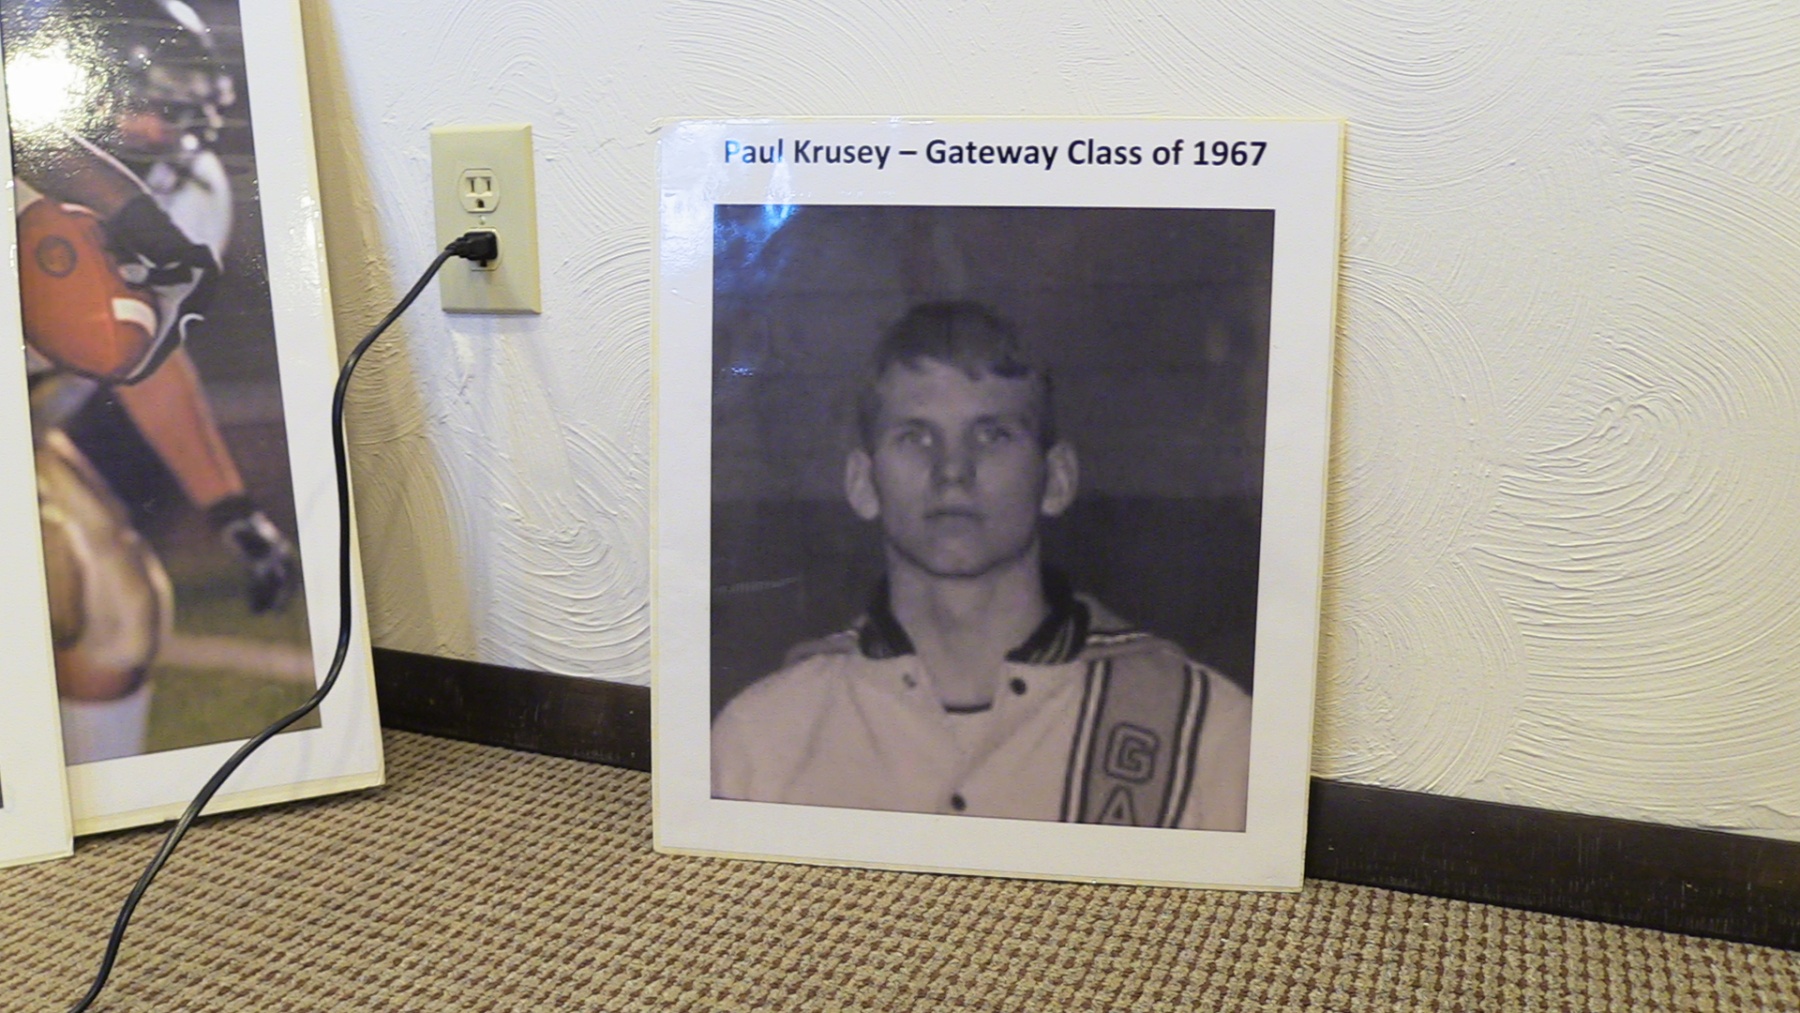 Paul Krusey – Gateway Class of 1967
G
A